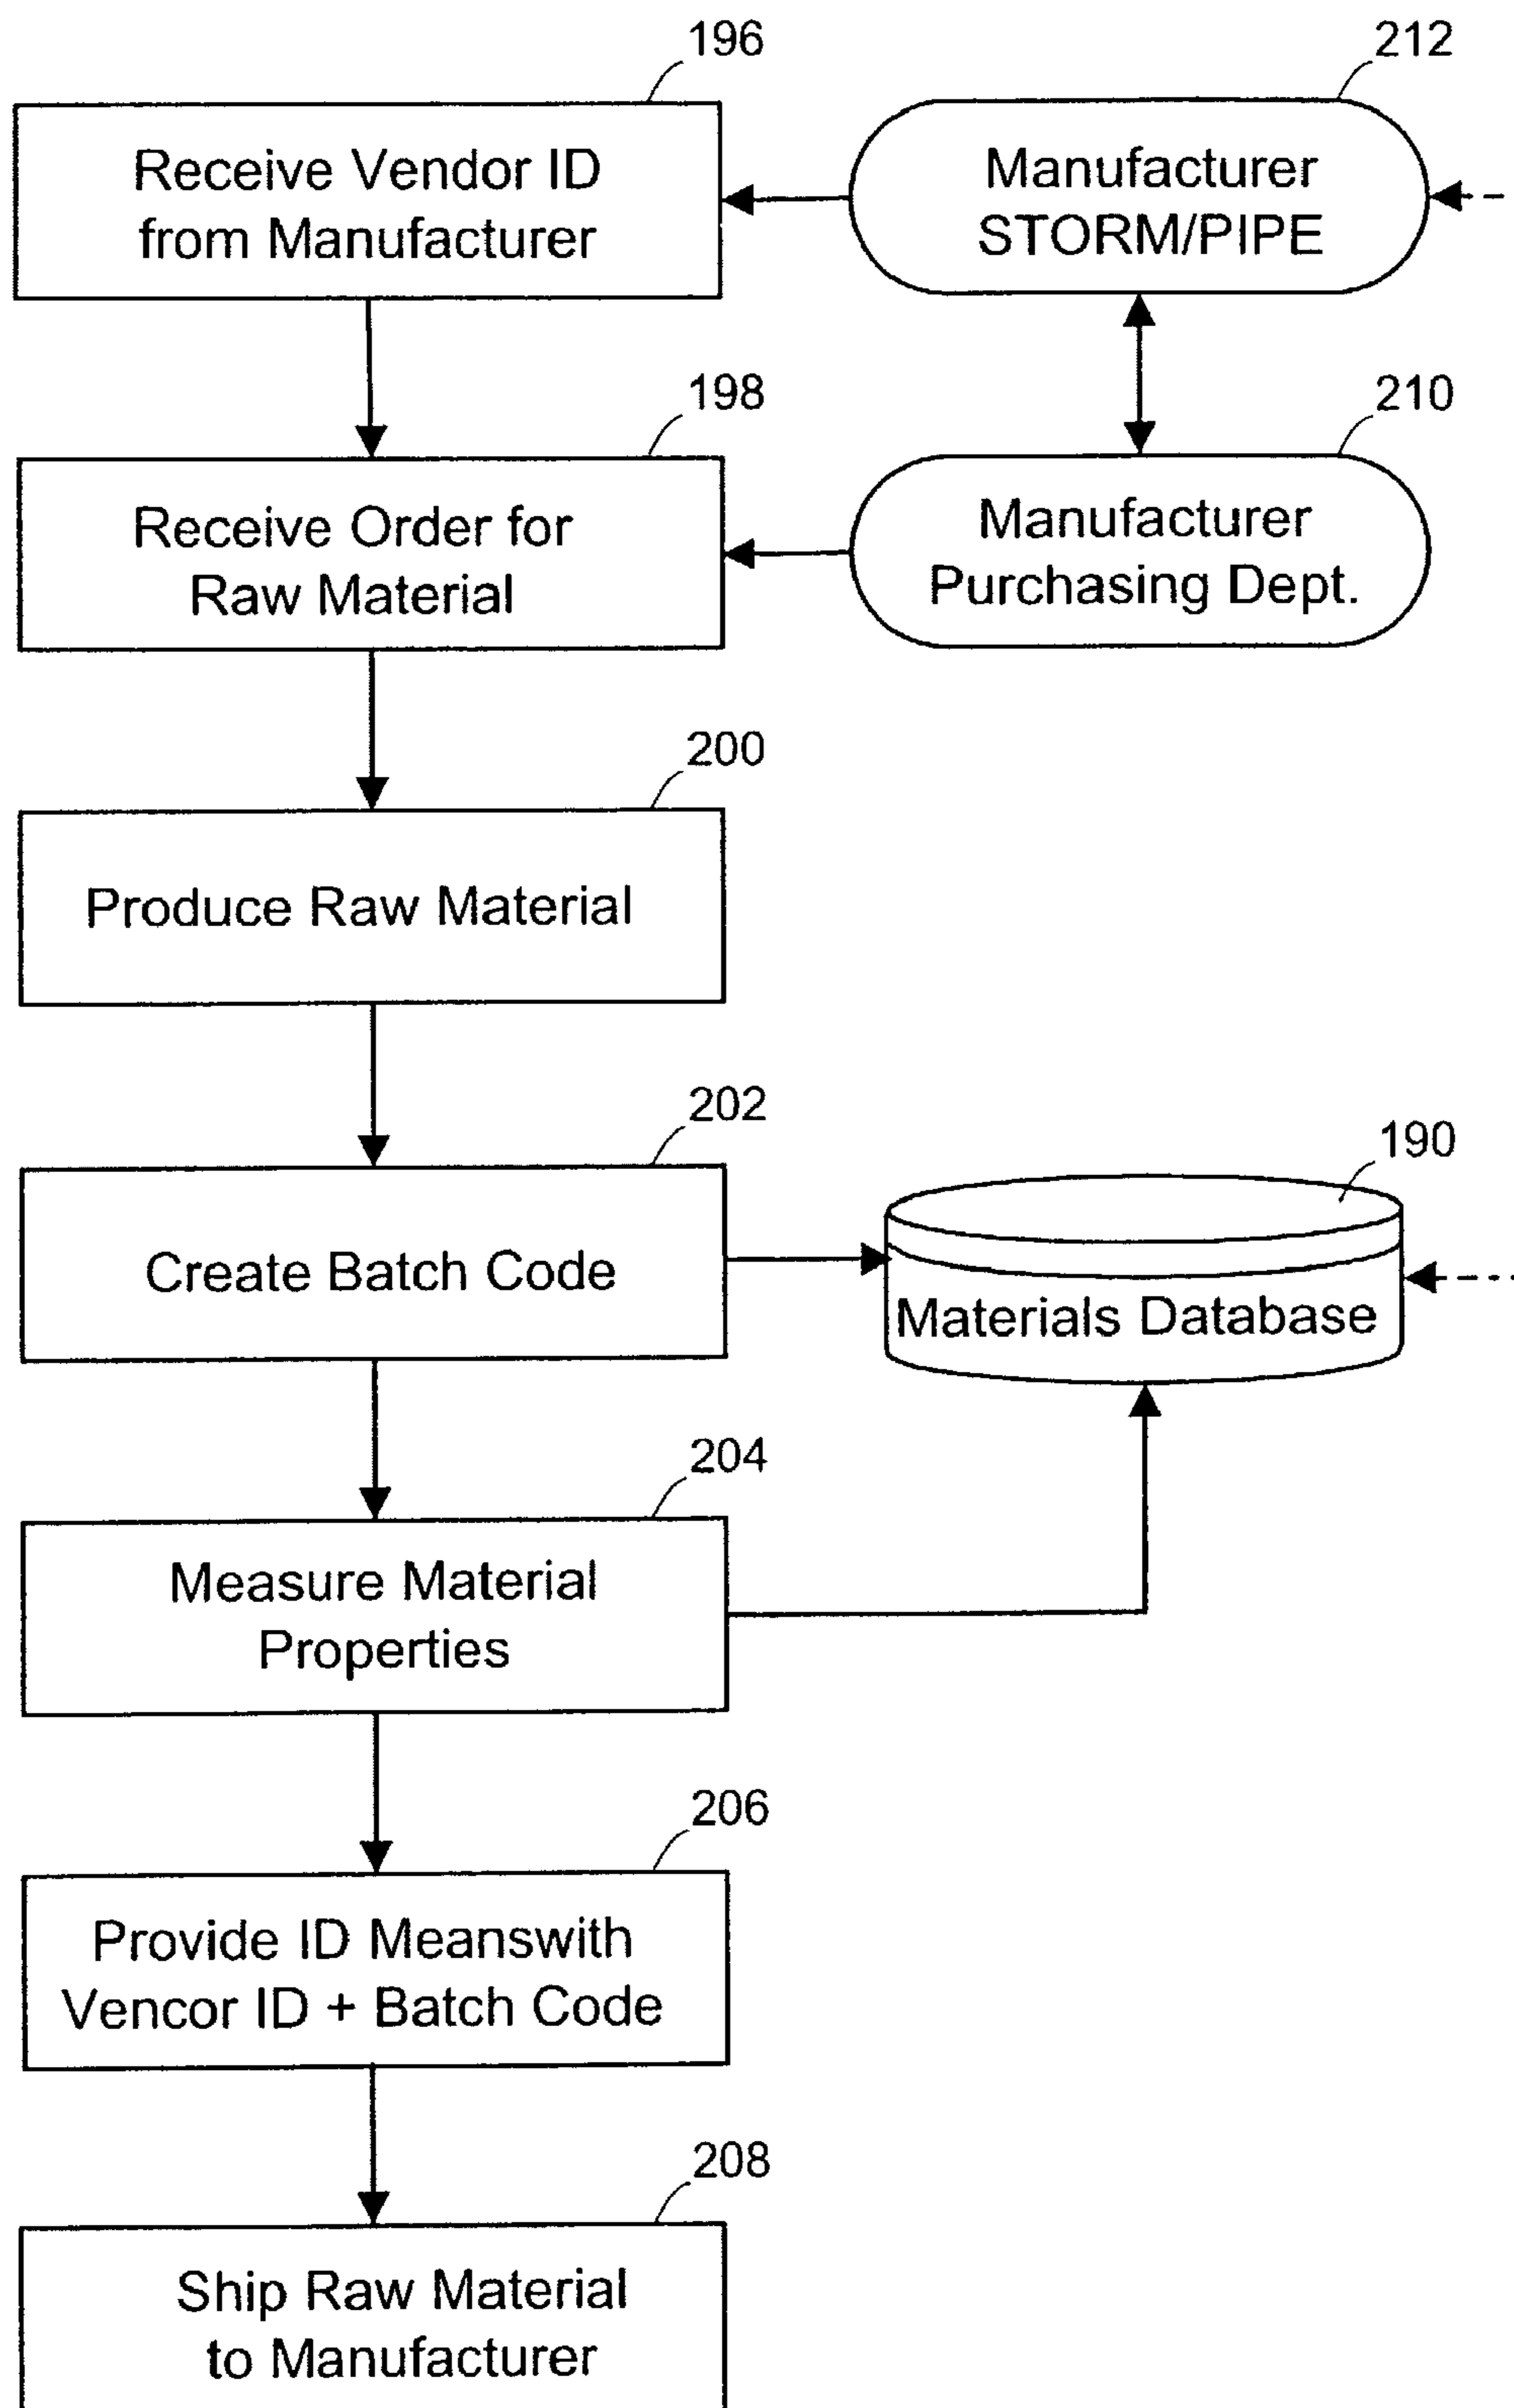 196
Receive Vendor ID
from Manufacturer
212
Manufacturer
STORM/PIPE
198
Receive Order for
Raw Material
210
Manufacturer
Purchasing Dept.
200
Produce Raw Material
202
Create Batch Code
190
Materials Database
204
Measure Material
Properties
206
Provide ID Meanswith
Vencor ID + Batch Code
208
Ship Raw Material
to Manufacturer